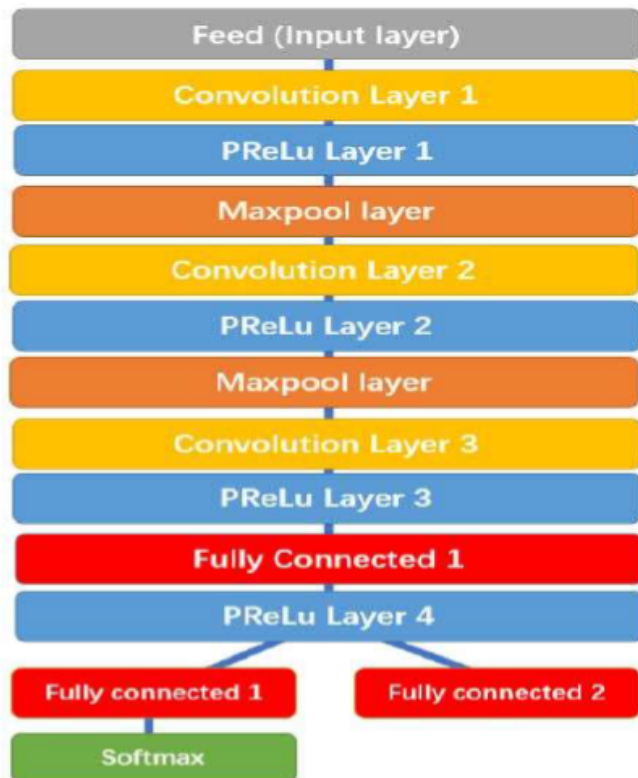 Feed (Input layer)
Convolution Layer 1
PReLu Layer 1
Maxpool layer
Convolution Layer 2
PReLu Layer 2
Maxpool layer
Convolution Layer 3
PReLu Layer 3
Fully Connected 1
PReLu Layer 4
Fully connected 1
Fully connected 2
Softmax